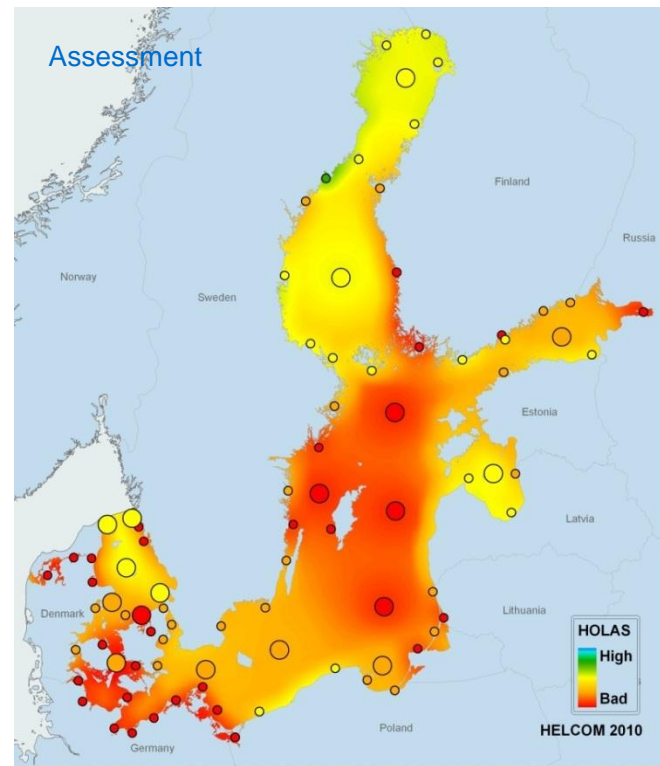 Assessment
Finland
Russia
Norway
Sweden
Estonia
Latvia
Denmark
Lithuania
HOLAS
High
Bad
HELCOM 2010
Poland
Germany